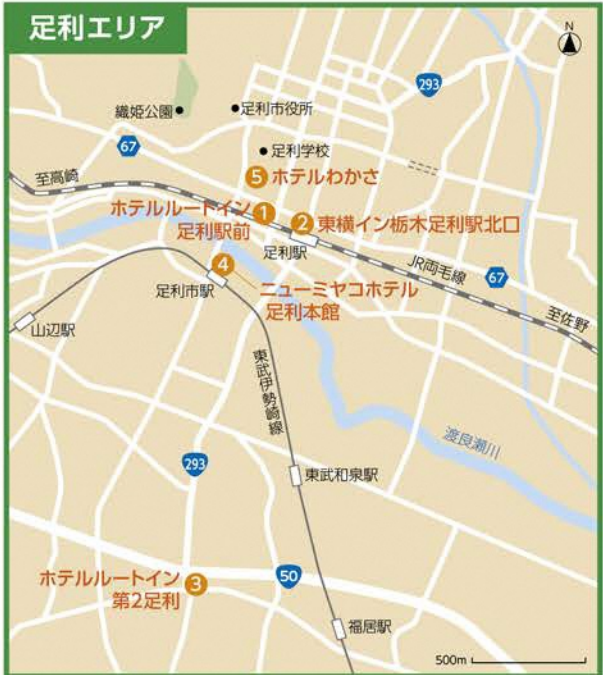 足利エリア
N
293
織姫公園
足利市役所
67
足利学校
至高崎
5 ホテルわかさ
ホテルルートイン
足利駅前
1
2 東横イン栃木足利駅北口
足利駅
JR両毛線
67
至佐野
4
足利市駅
ニューミヤコホテル
足利本館
山辺駅
東武伊勢崎線
渡良瀬川
293
東武和泉駅
50
ホテルルートイン
第2足利
3
福居駅
500m